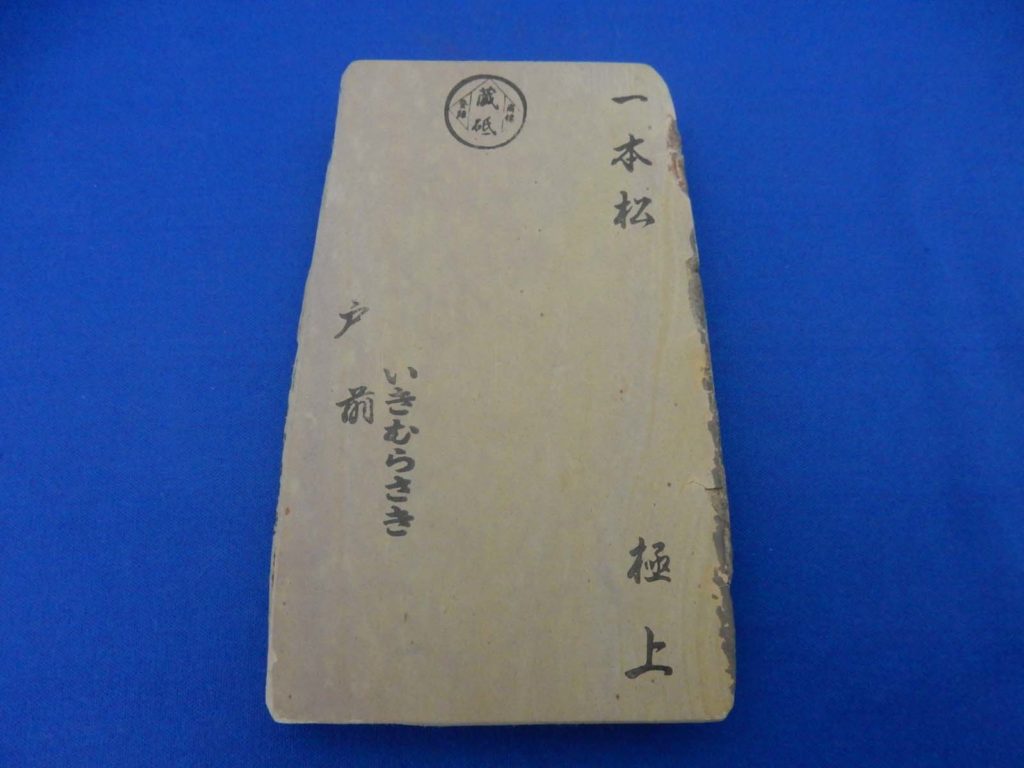 一本松
極上
蔵砥
いきむらさき
戸前